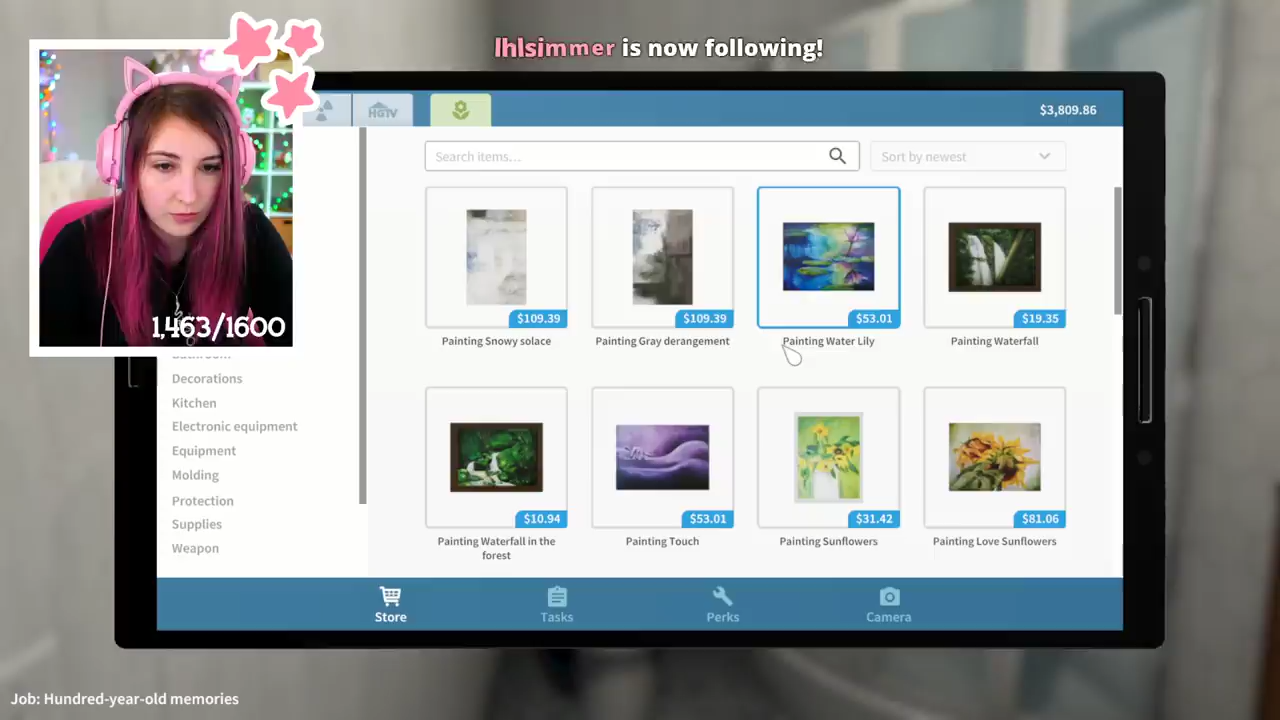 lhlsimmer is now following!
HGTV
$3,809.86
Search items...
Sort by newest
1,463/1600
$109.39
$109.39
$53.01
$19.35
Painting Snowy solace
Painting Gray derangement
Painting Water Lily
Painting Waterfall
Decorations
Kitchen
Electronic equipment
Equipment
Molding
Protection
Supplies
Weapon
$10.94
$53.01
$31.42
$81.06
Painting Waterfall in the
forest
Painting Touch
Painting Sunflowers
Painting Love Sunflowers
Store
Tasks
Perks
Camera
Job: Hundred-year-old memories